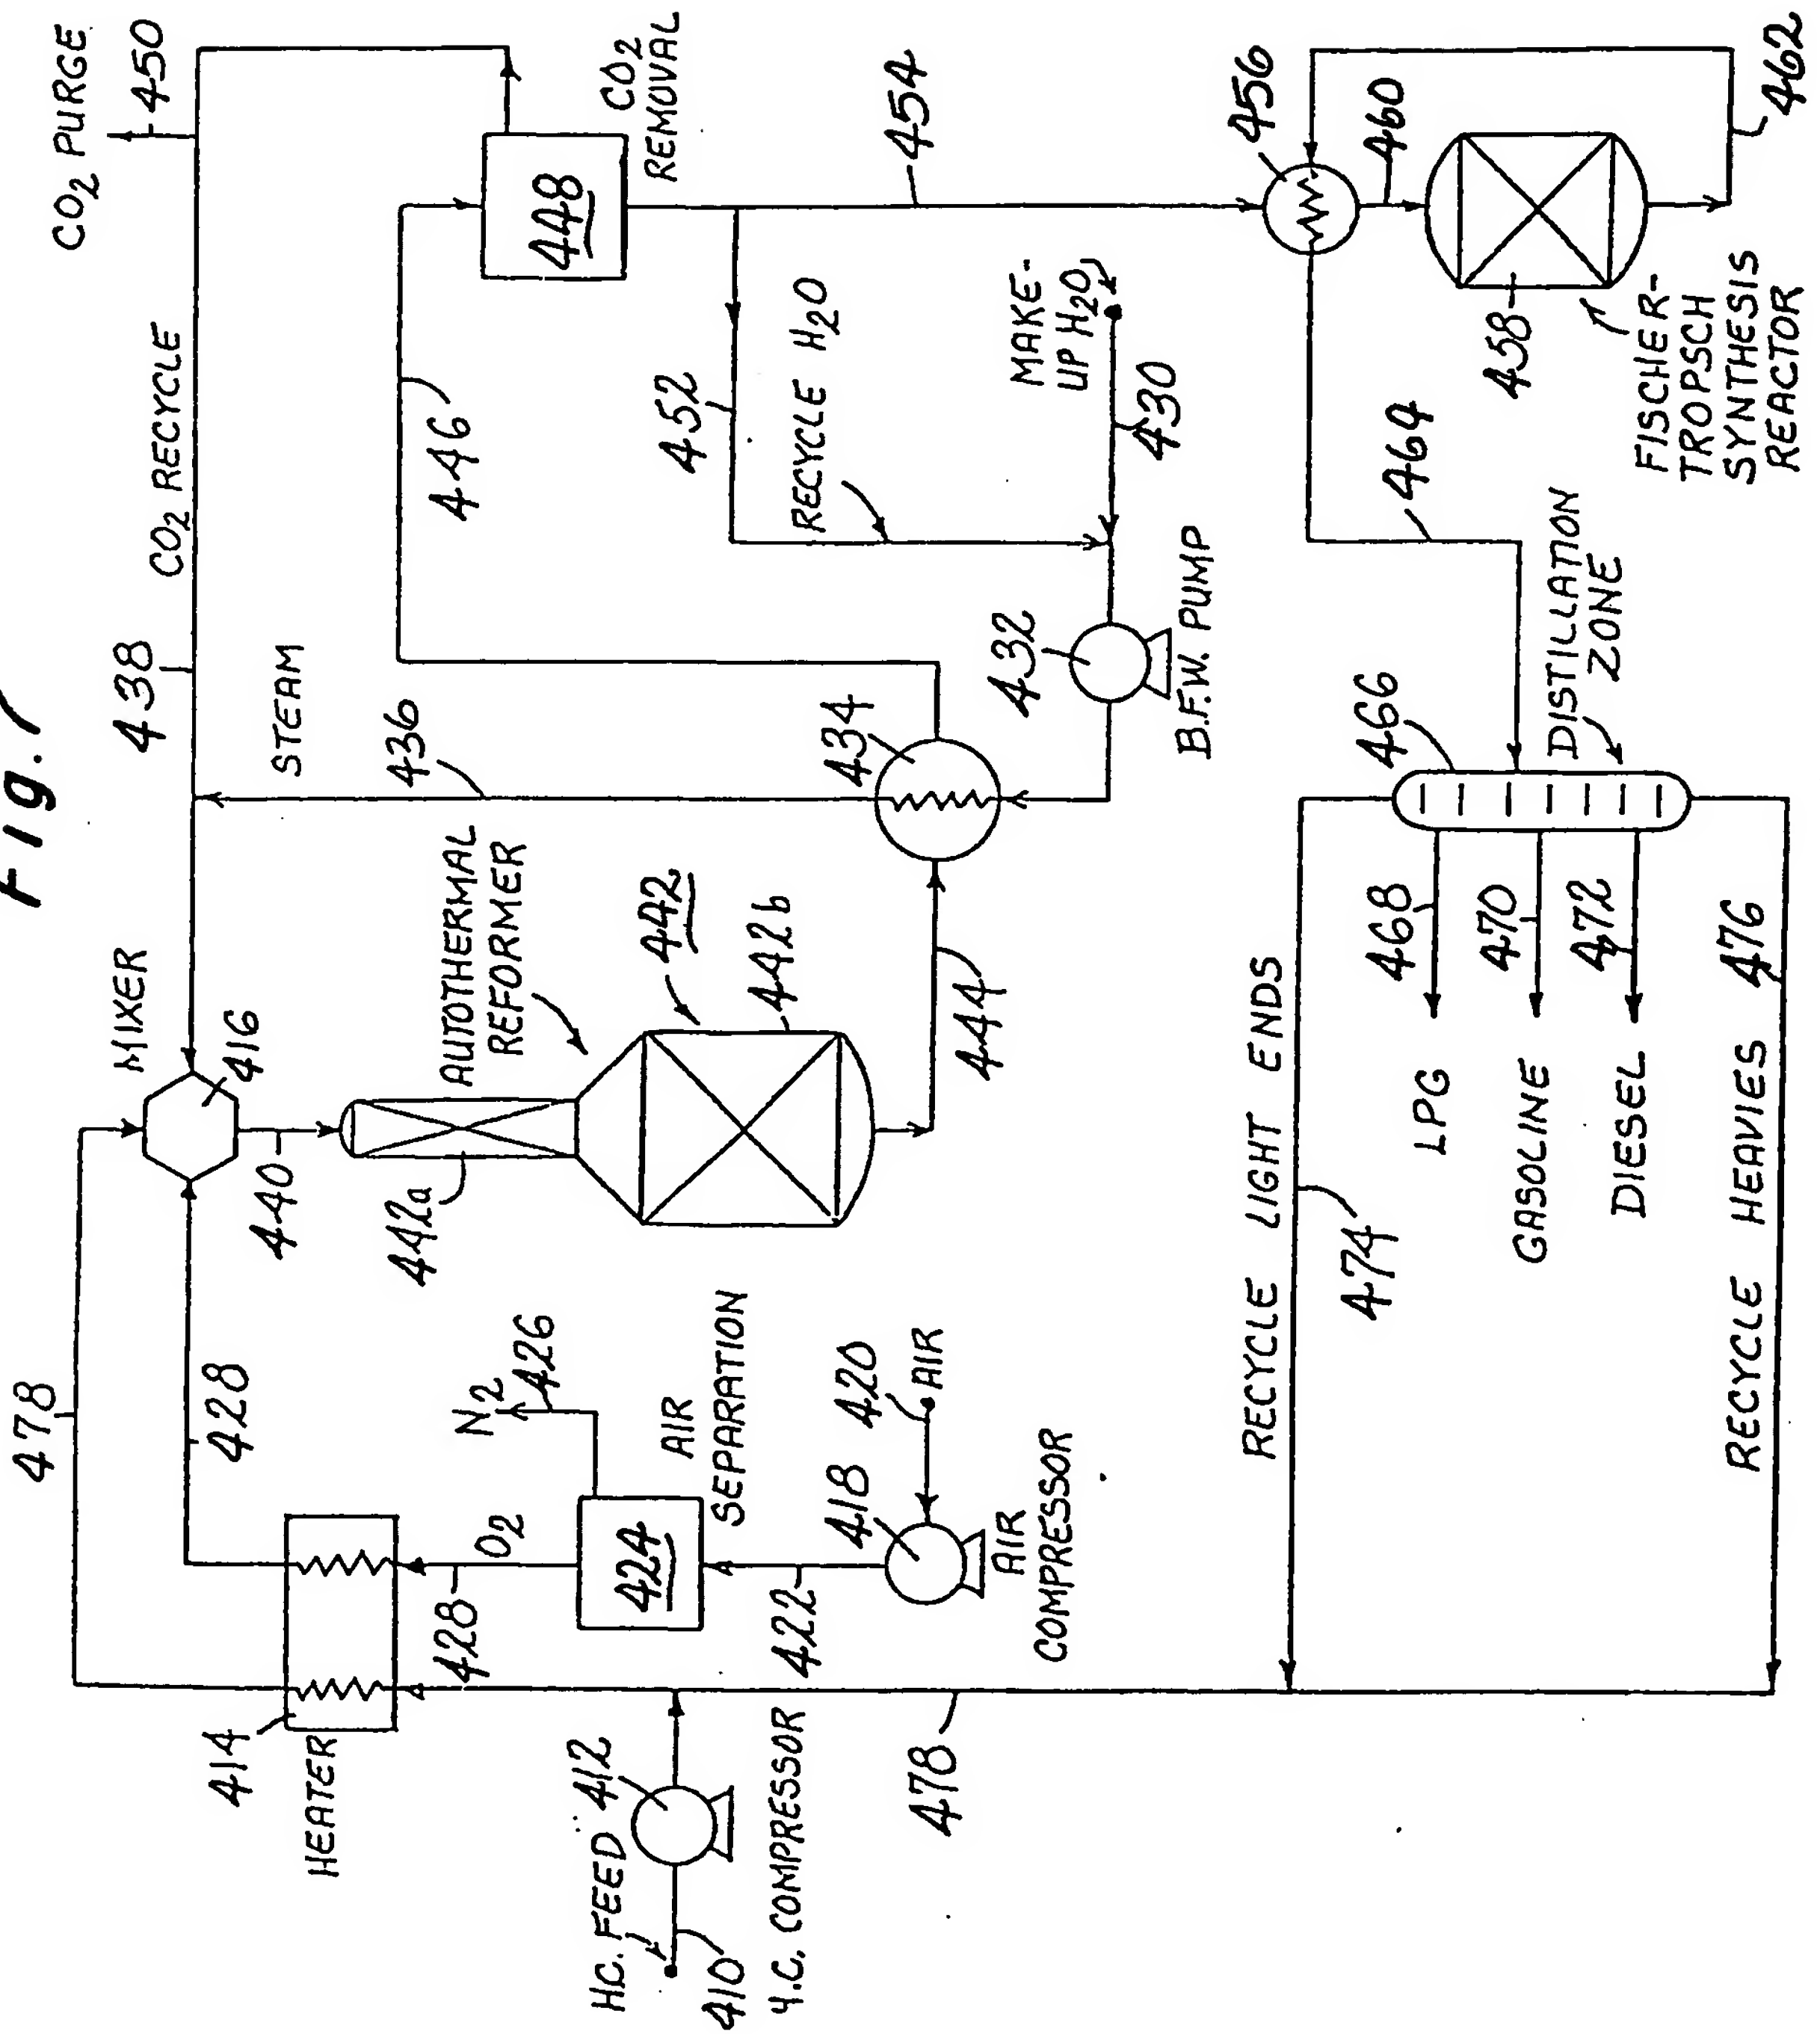 Fig. 1
HC. FEED
410
412
H.C. COMPRESSOR
414
HEATER
478
478
428
428
O2
N2
426
424
AIR
SEPARATION
422
418
420
AIR
AIR
COMPRESSOR
MIXER
416
440
AUTOTHERMAL
REFORMER
442
442a
442b
444
438
CO2 RECYCLE
CO2 PURGE
450
STEAM
436
434
446
448
CO2
REMOVAL
452
RECYCLE H2O
MAKE-
UP H2O
430
432
B.F.W. PUMP
454
456
460
458
462
FISCHER-
TROPSCH
SYNTHESIS
REACTOR
464
466
DISTILLATION
ZONE
468
LPG
470
GASOLINE
472
DIESEL
RECYCLE LIGHT ENDS
474
RECYCLE HEAVIES 476